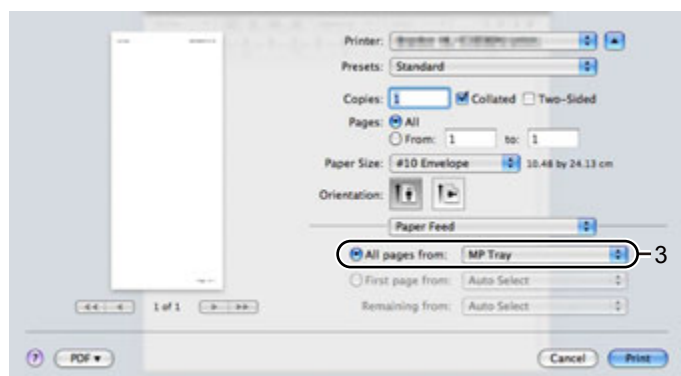 Printer:
Presets: Standard
Copies: 1 Collated Two-Sided
Pages: All
From: 1 to: 1
Paper Size: #10 Envelope 10.48 by 24.13 cm
Orientation:
Paper Feed
All pages from: MP Tray 3
First page from: Auto Select
1 of 1 Remaining from: Auto Select
? PDF ▾ Cancel Print